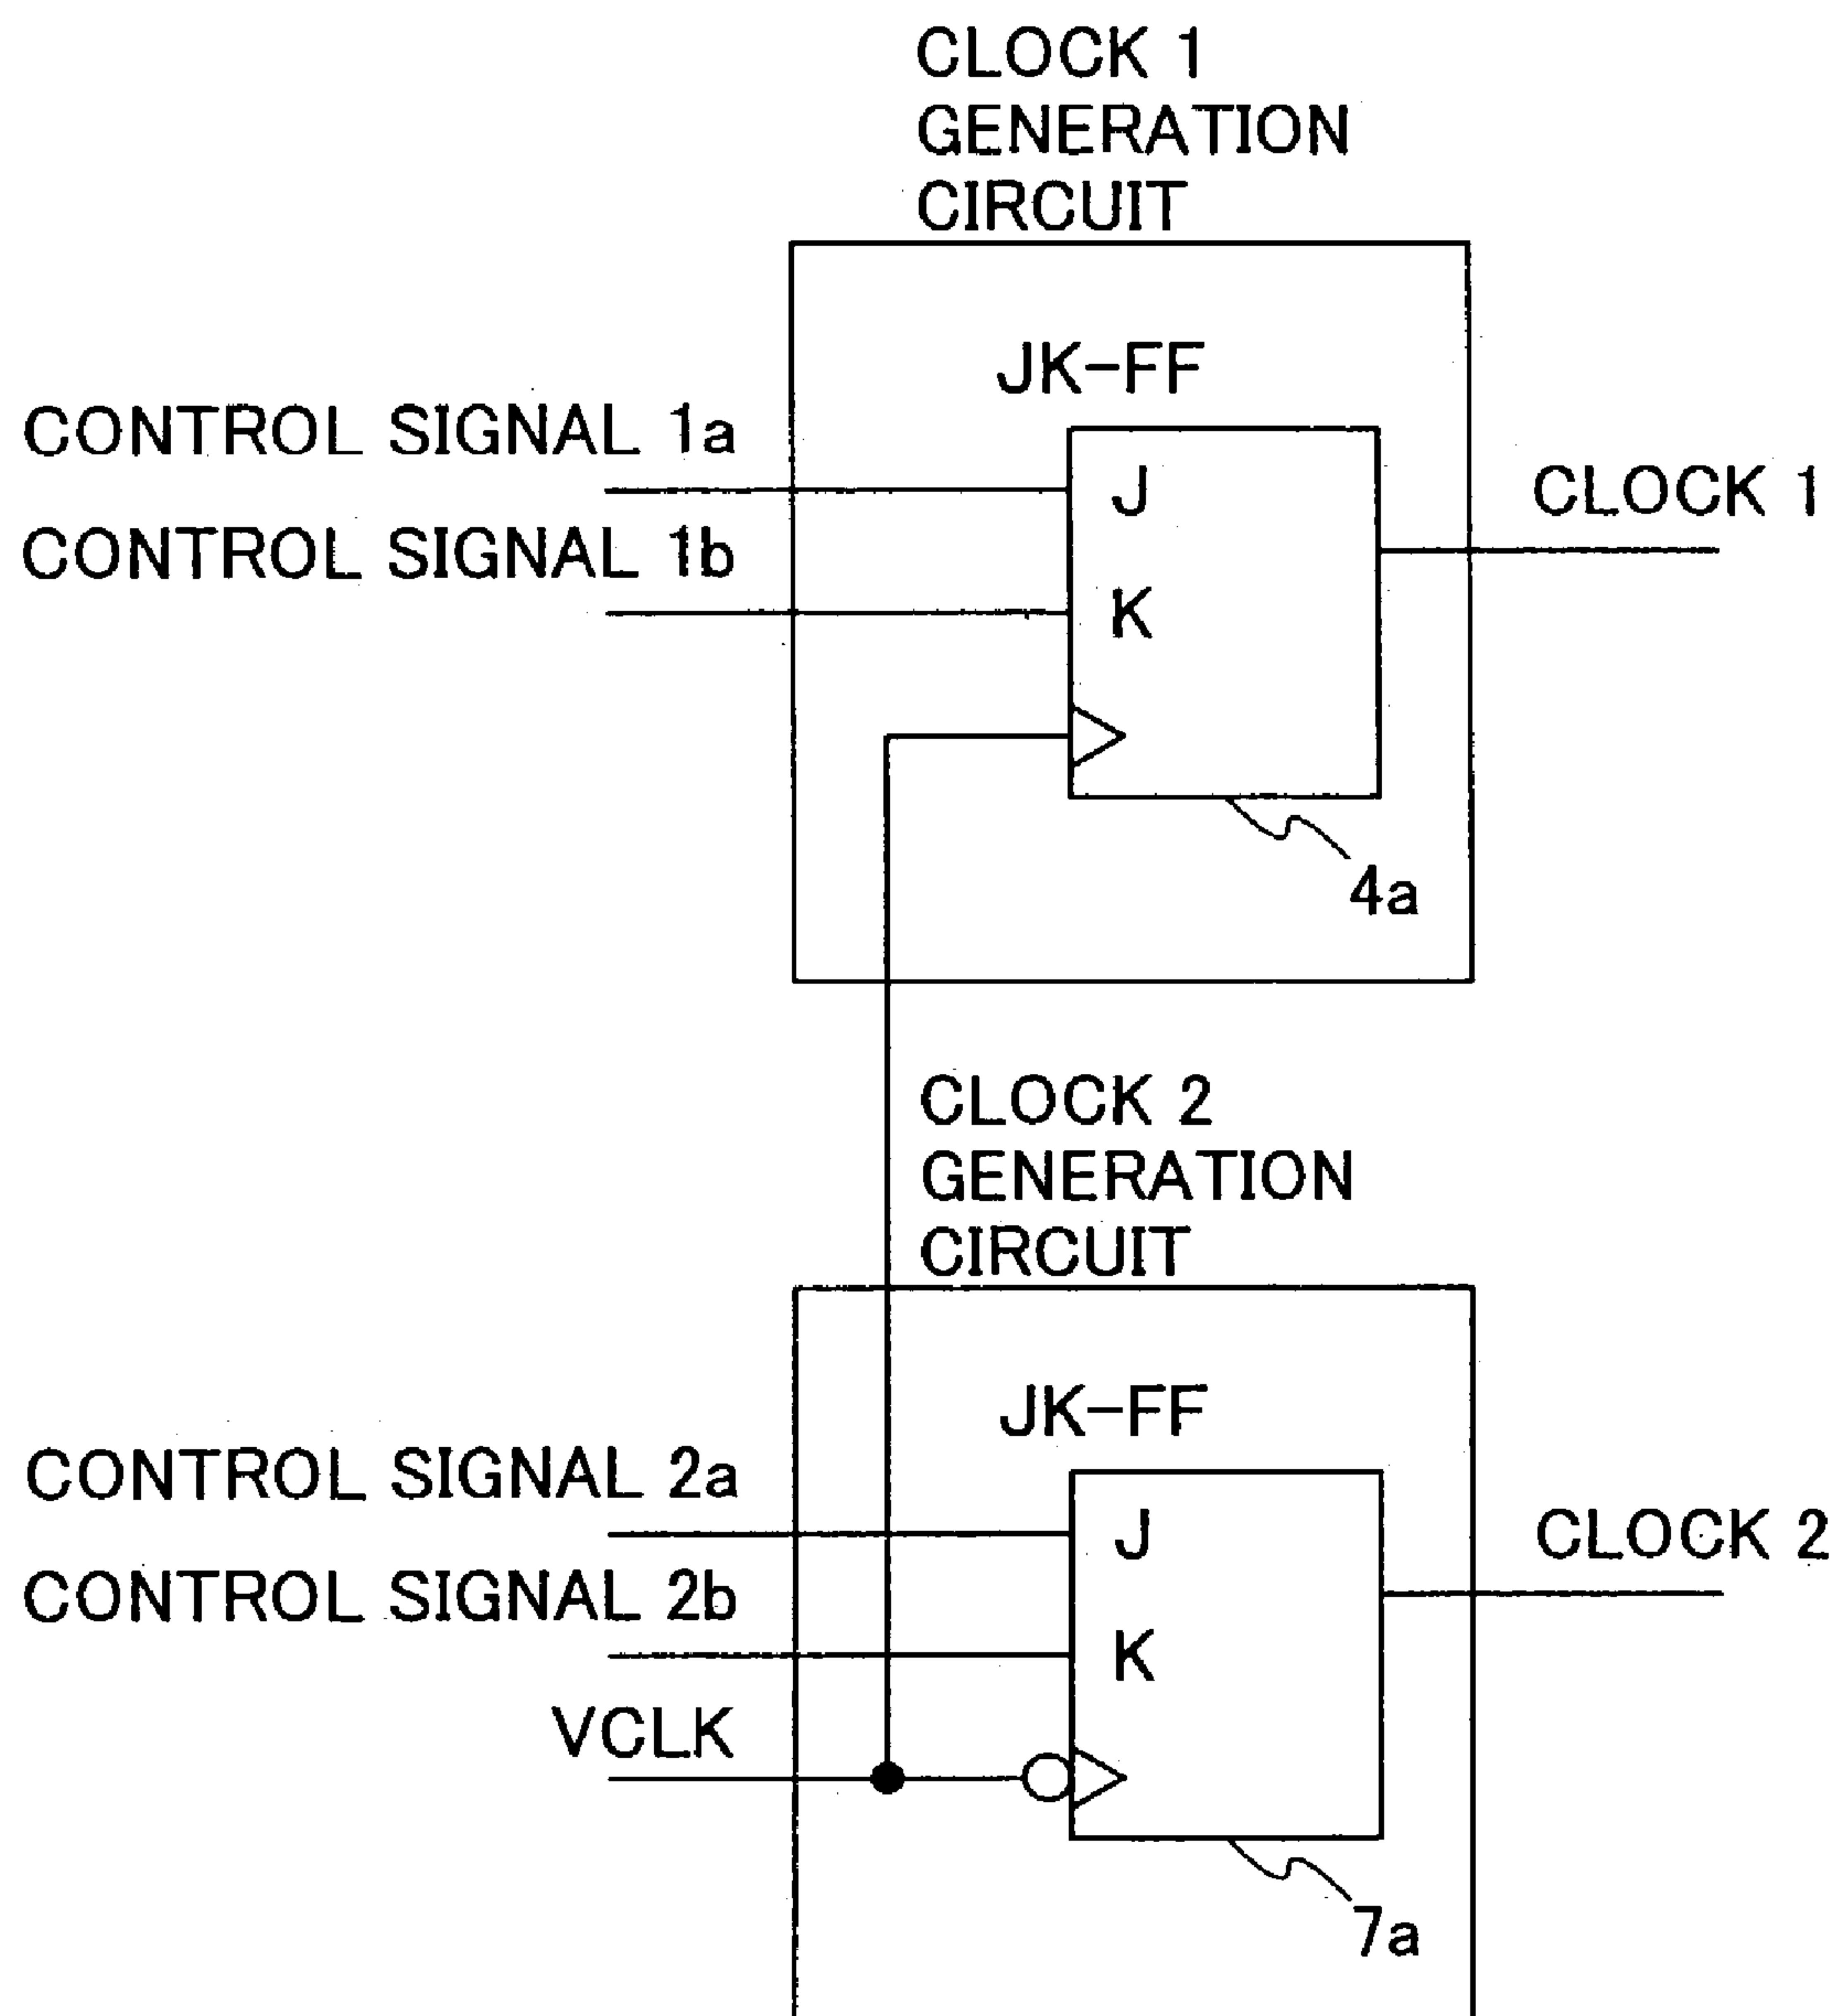 CLOCK 1
GENERATION
CIRCUIT
JK-FF
CONTROL SIGNAL 1a
J
CLOCK 1
CONTROL SIGNAL 1b
K
4a
CLOCK 2
GENERATION
CIRCUIT
JK-FF
CONTROL SIGNAL 2a
J
CLOCK 2
CONTROL SIGNAL 2b
K
VCLK
7a